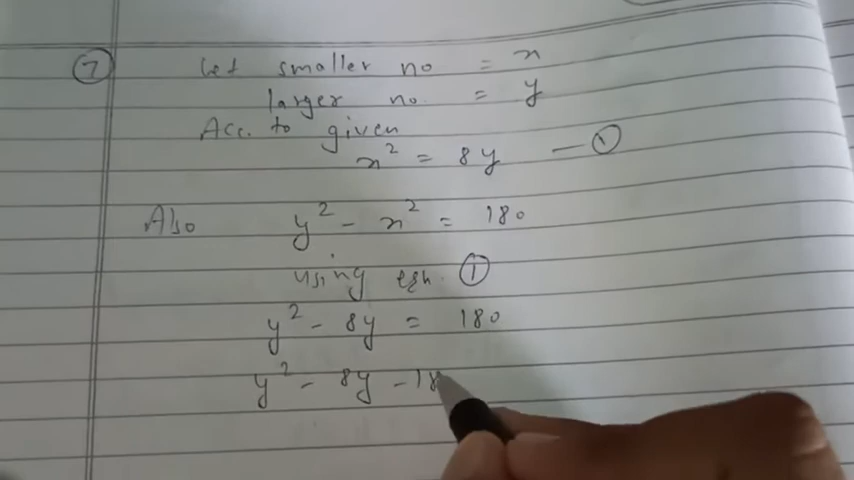 ⑦ Let smaller no = x
larger no. = y
Acc. to given
x² = 8y — ①
Also y² - x² = 180
using eqn. ①
y² - 8y = 180
y² - 8y - 18